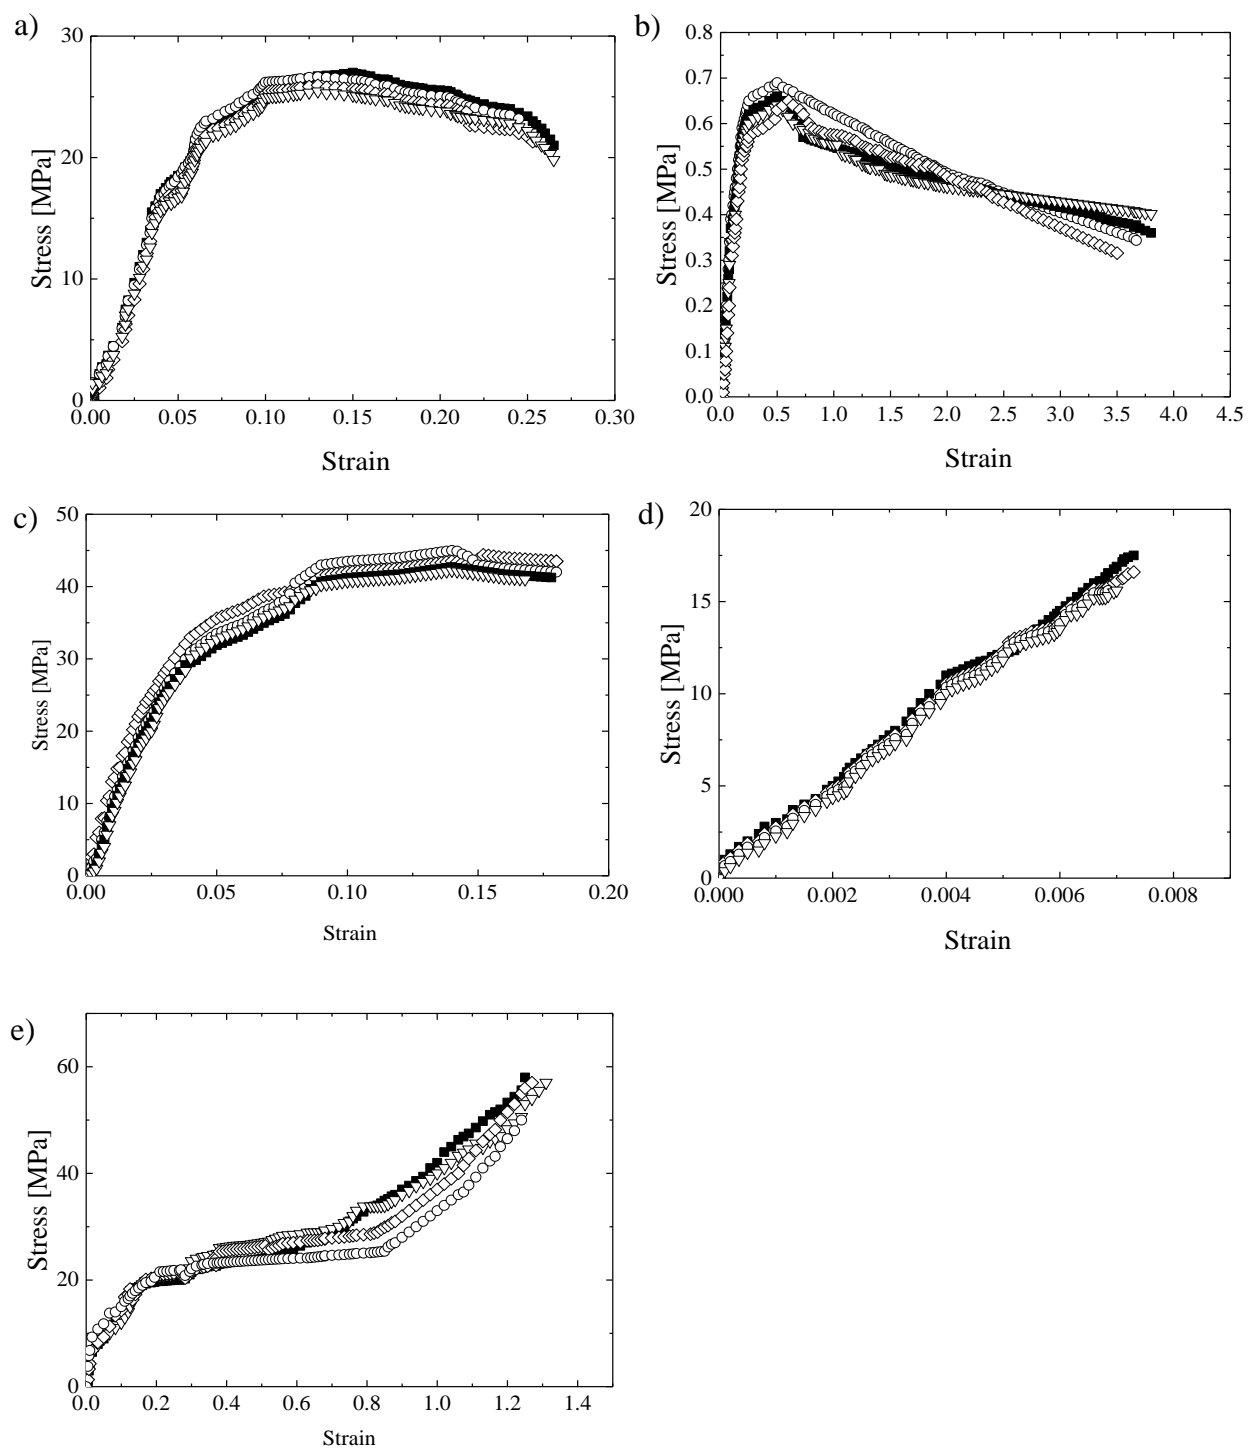 a)
30
20
10
0
0.00 0.05 0.10 0.15 0.20 0.25 0.30
Stress [MPa]
Strain
b)
0.8
0.7
0.6
0.5
0.4
0.3
0.2
0.1
0.0
0.0 0.5 1.0 1.5 2.0 2.5 3.0 3.5 4.0 4.5
Stress [MPa]
Strain
c)
50
40
30
20
10
0
0.00 0.05 0.10 0.15 0.20
Stress [MPa]
Strain
d)
20
15
10
5
0
0.000 0.002 0.004 0.006 0.008
Stress [MPa]
Strain
e)
60
40
20
0
0.0 0.2 0.4 0.6 0.8 1.0 1.2 1.4
Stress [MPa]
Strain